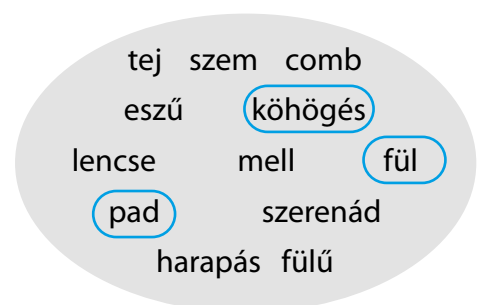 tej szem comb
eszű köhögés
lencse mell fül
pad szerenád
harapás fülű